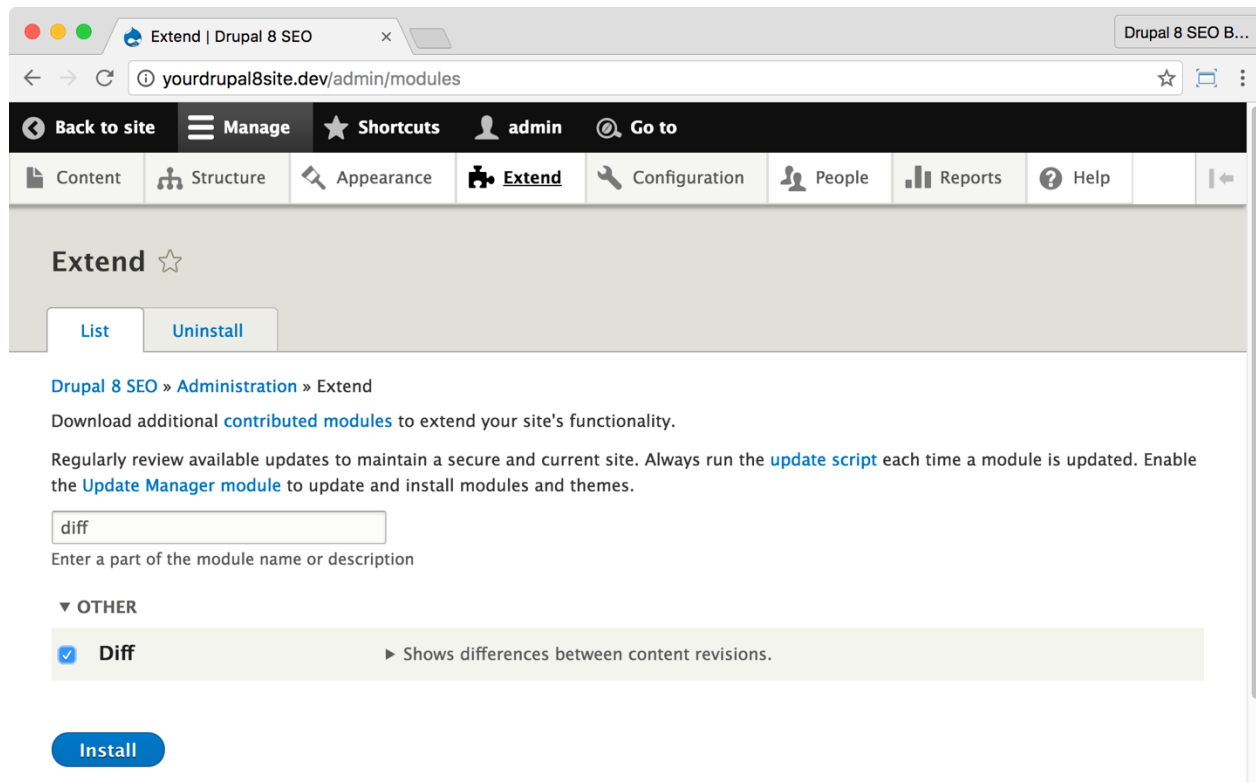 Extend | Drupal 8 SEO
Drupal 8 SEO B...
yourdrupal8site.dev/admin/modules
Back to site Manage Shortcuts admin Go to
Content Structure Appearance Extend Configuration People Reports Help
Extend
List Uninstall
Drupal 8 SEO » Administration » Extend
Download additional contributed modules to extend your site's functionality.
Regularly review available updates to maintain a secure and current site. Always run the update script each time a module is updated. Enable
the Update Manager module to update and install modules and themes.
diff
Enter a part of the module name or description
▼ OTHER
Diff ▶ Shows differences between content revisions.
Install